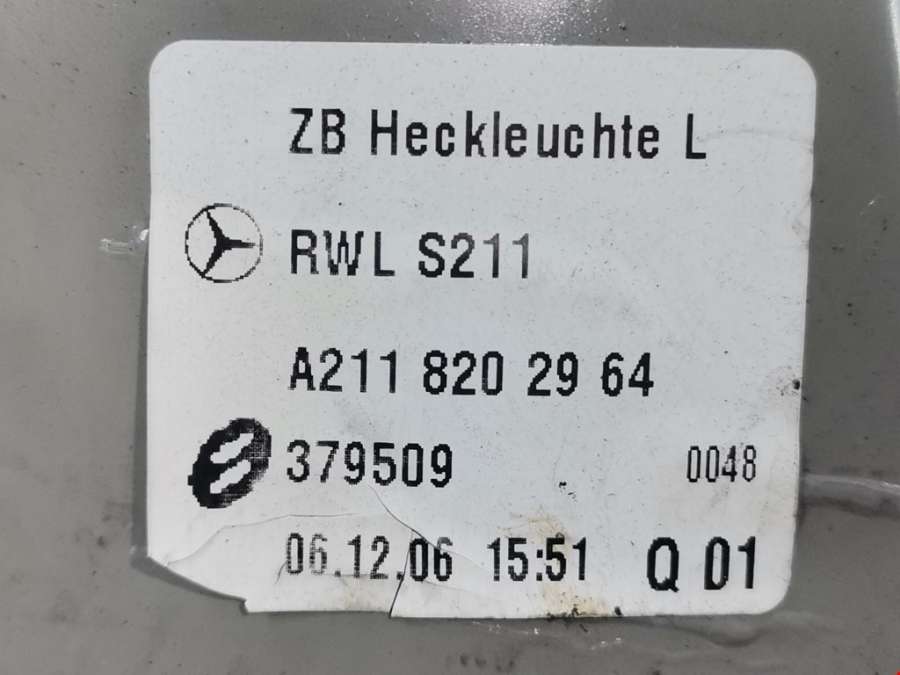 ZB Heckleuchte L
RWL S211
A211 820 29 64
379509 0048
06.12.06 15:51 Q 01